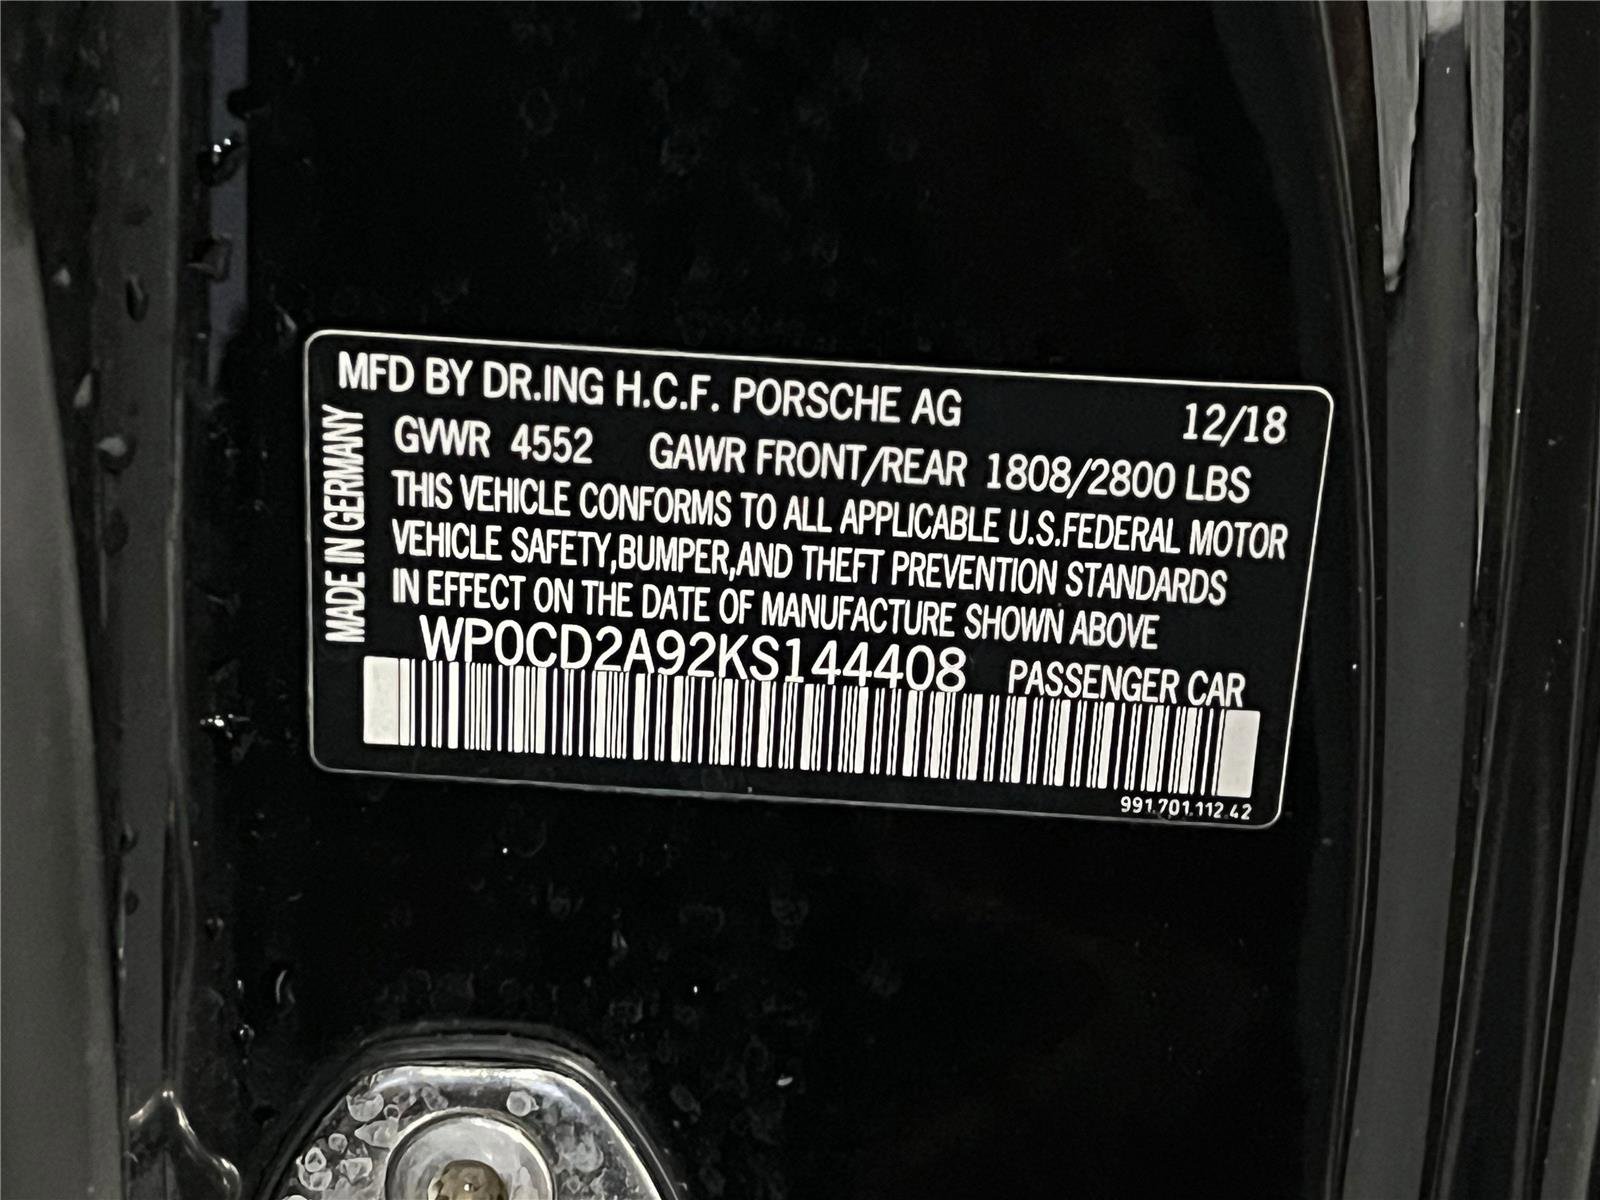 MFD BY DR.ING H.C.F. PORSCHE AG 12/18
GVWR 4552 GAWR FRONT/REAR 1808/2800 LBS
THIS VEHICLE CONFORMS TO ALL APPLICABLE U.S.FEDERAL MOTOR
VEHICLE SAFETY,BUMPER,AND THEFT PREVENTION STANDARDS
IN EFFECT ON THE DATE OF MANUFACTURE SHOWN ABOVE
WP0CD2A92KS144408 PASSENGER CAR
991.701.112.42
MADE IN GERMANY